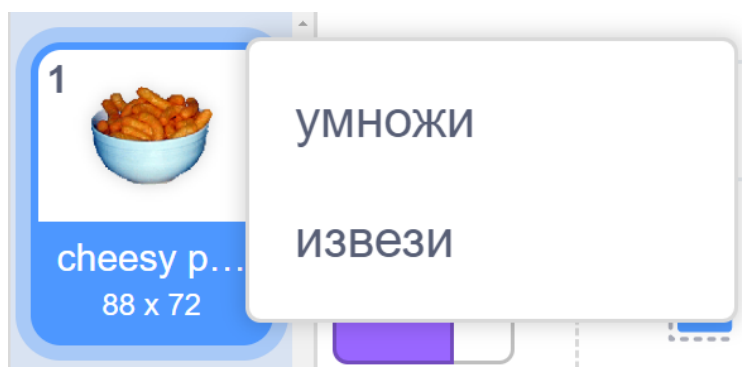 1
умножи
извези
cheesy p...
88 x 72